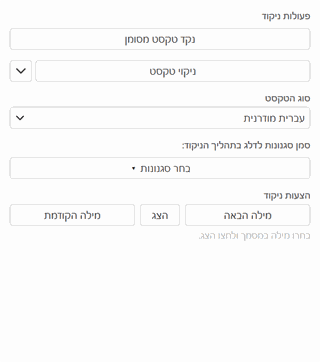 פעולות ניקוד
נקד טקסט מסומן
ניקוי טקסט
סוג הטקסט
עברית מודרנית
סמן סגנונות לדלג בתהליך הניקוד:
בחר סגנונות
הצעות ניקוד
מילה הבאה הצג מילה הקודמת
בחרו מילה במסמך ולחצו הצג.